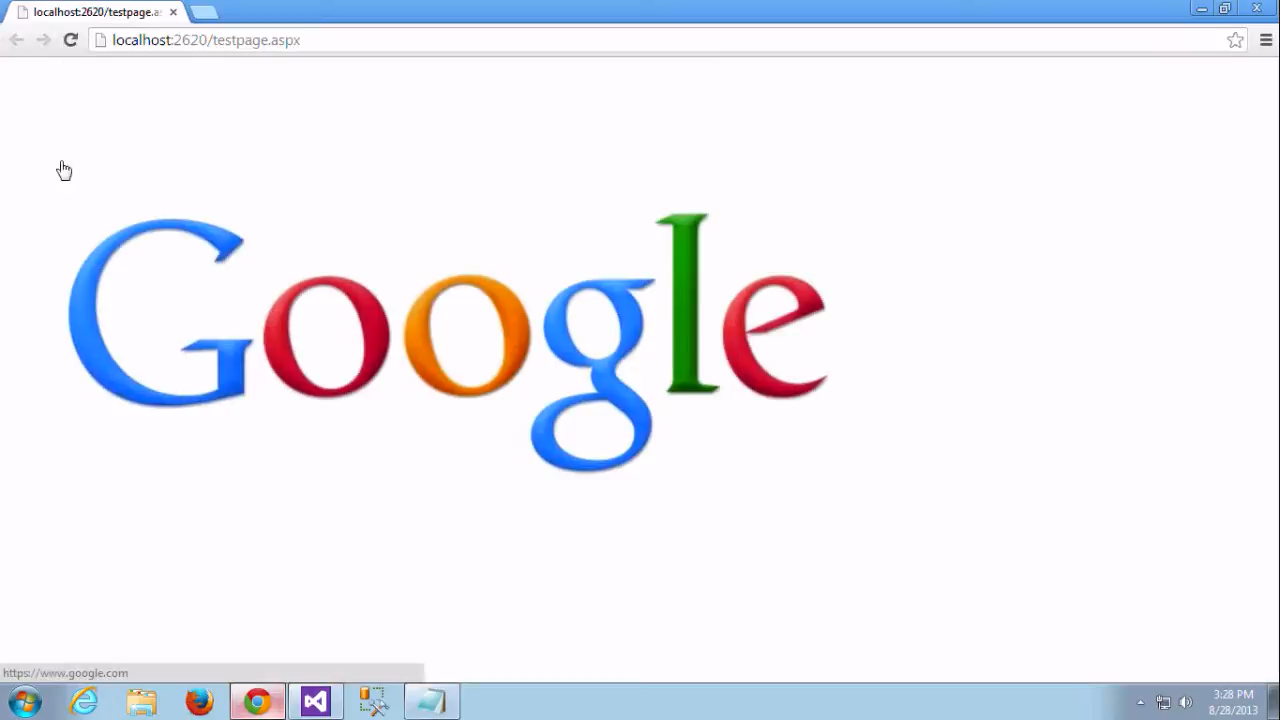 localhost:2620/testpage.a
localhost:2620/testpage.aspx
Google
https://www.google.com
3:28 PM
8/28/2013